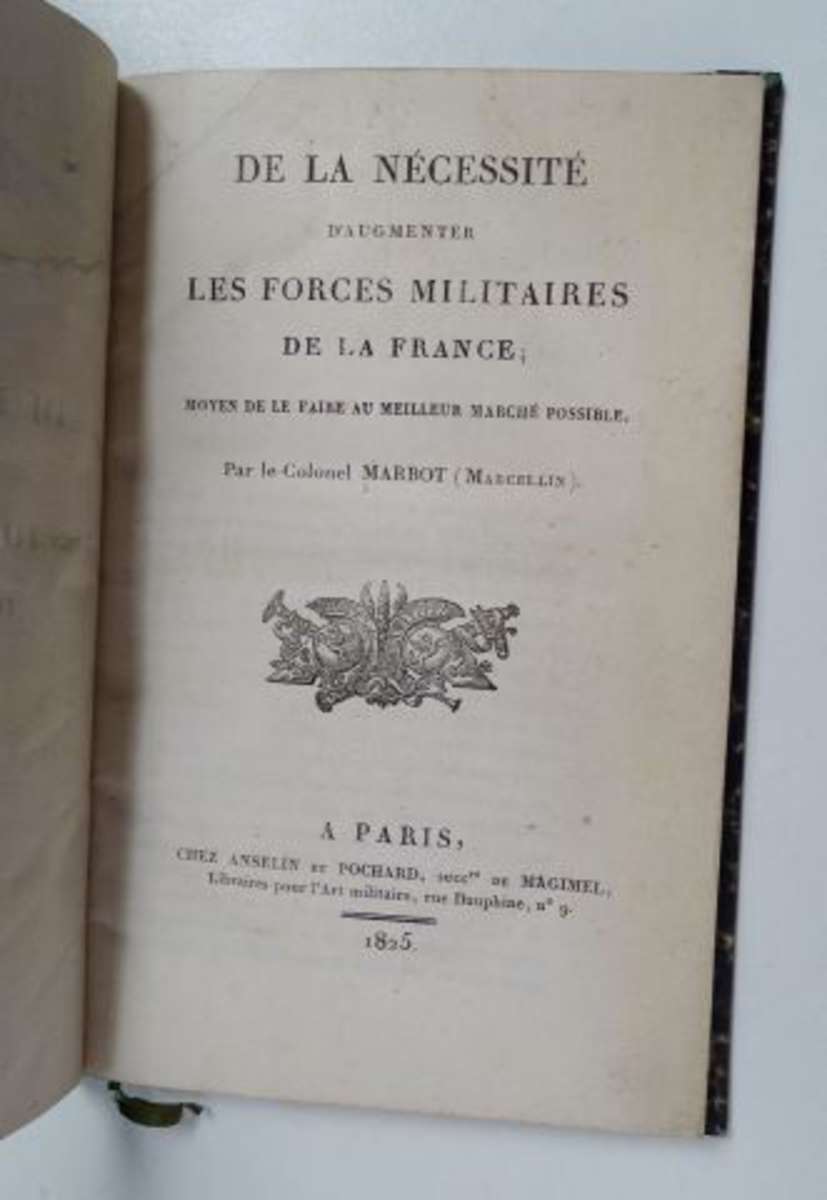 DE LA NÉCESSITÉ
D'AUGMENTER
LES FORCES MILITAIRES
DE LA FRANCE;
MOYEN DE LE FAIRE AU MEILLEUR MARCHÉ POSSIBLE.
Par le Colonel MARBOT (MARCELLIN).
A PARIS,
CHEZ ANSELIN ET POCHARD, succrs DE MAGIMEL,
Libraires pour l'Art militaire, rue Dauphine, n° 9.
1825.